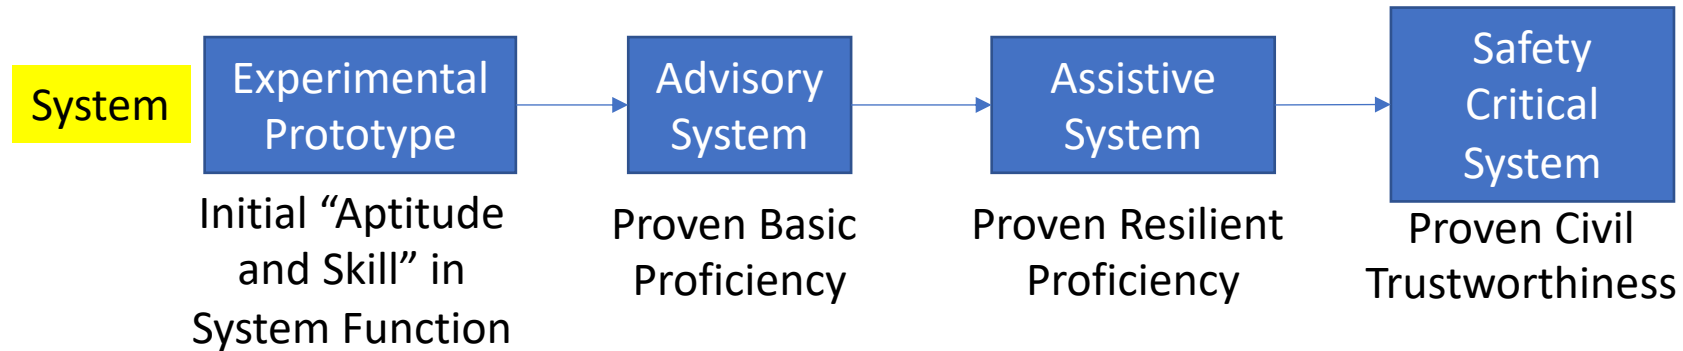 System
Experimental
Prototype
Initial “Aptitude
and Skill” in
System Function
Advisory
System
Proven Basic
Proficiency
Assistive
System
Proven Resilient
Proficiency
Safety
Critical
System
Proven Civil
Trustworthiness